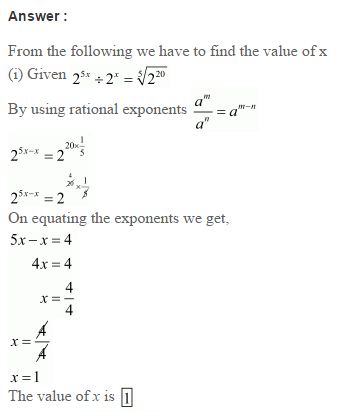 Answer :
From the following we have to find the value of x
(i) Given 2^{5x} ÷ 2^{x} = \sqrt[5]{2^{20}}
By using rational exponents \frac{a^{m}}{a^{n}} = a^{m-n}
2^{5x-x} = 2^{20×\frac{1}{5}}
2^{5x-x} = 2^{\overset{4}{\cancel{20}}×\frac{1}{\cancel{5}}}
On equating the exponents we get,
5x – x = 4
4x = 4
x = \frac{4}{4}
x = \frac{\cancel{4}}{\cancel{4}}
x = 1
The value of x is \boxed{1}